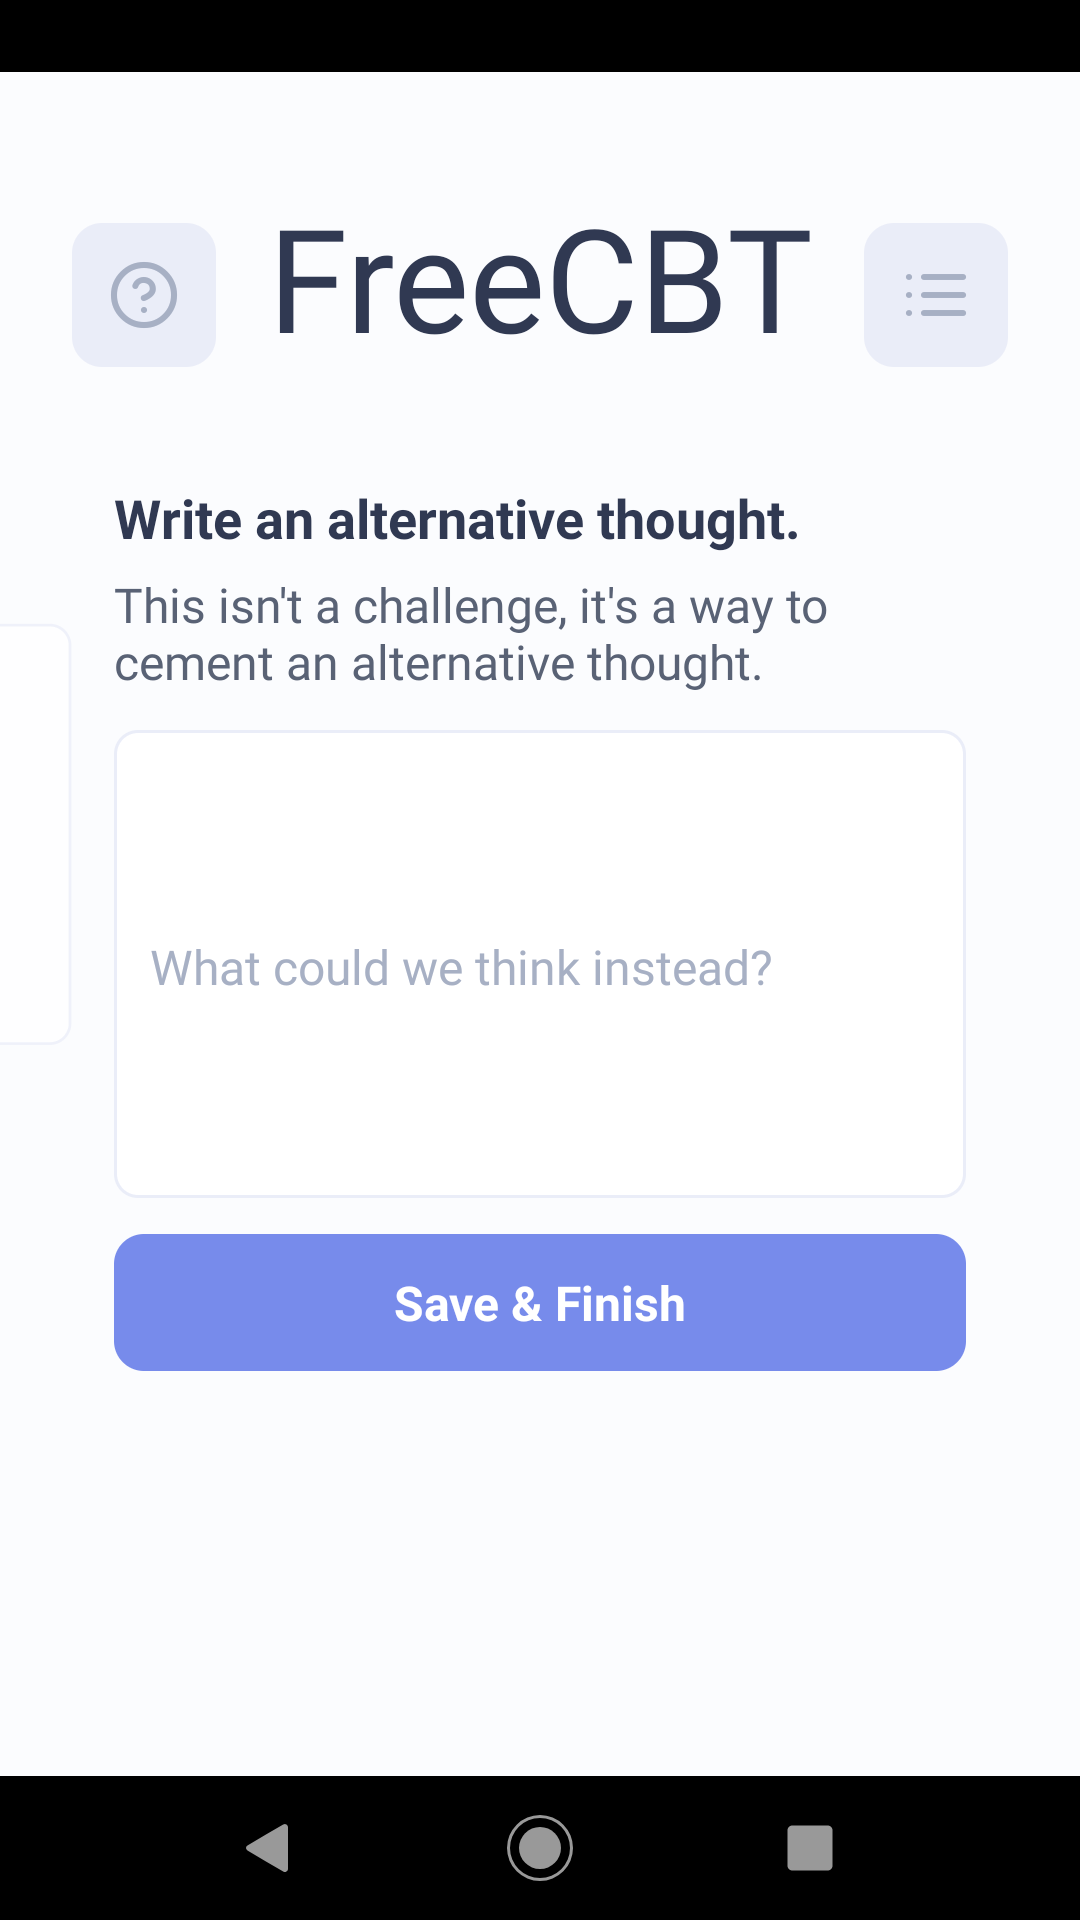 FreeCBT
Write an alternative thought.
This isn't a challenge, it's a way to
cement an alternative thought.
What could we think instead?
Save & Finish